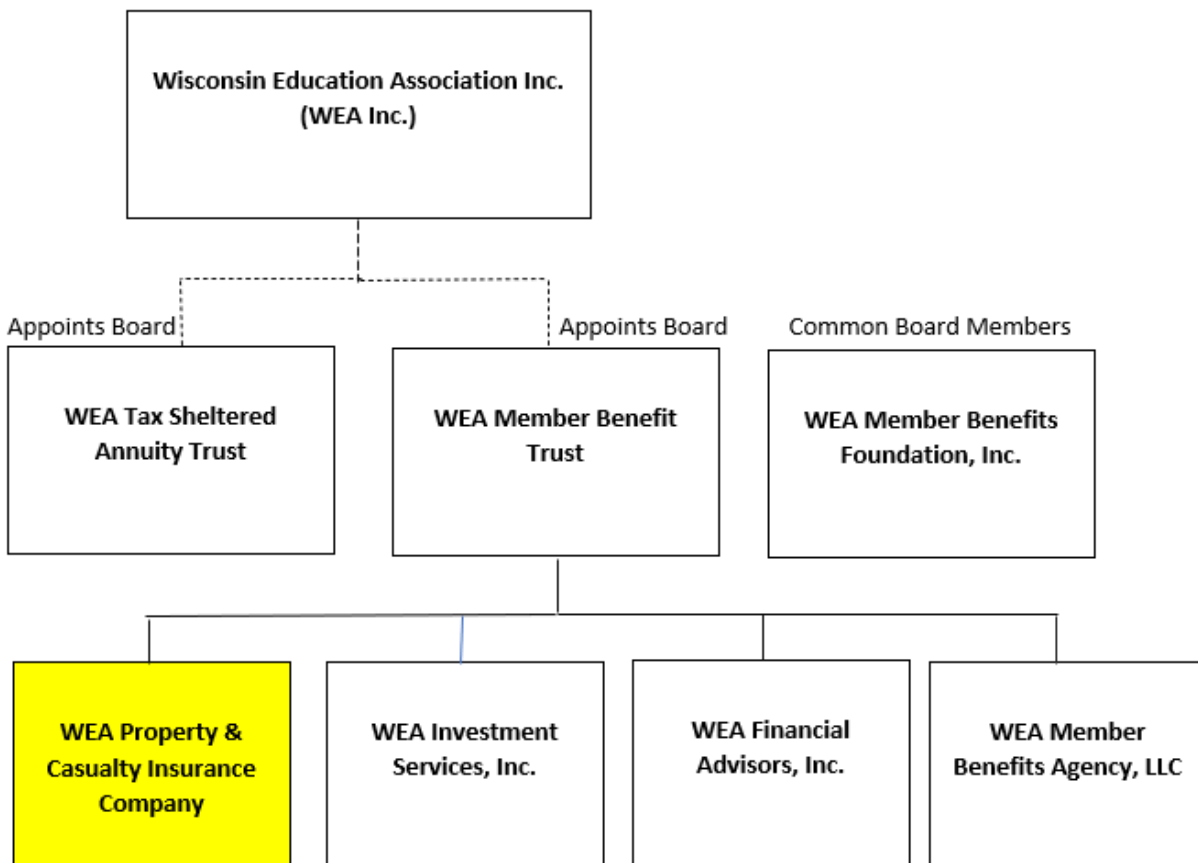 Wisconsin Education Association Inc.
(WEA Inc.)
Appoints Board
Appoints Board
Common Board Members
WEA Tax Sheltered
Annuity Trust
WEA Member Benefit
Trust
WEA Member Benefits
Foundation, Inc.
WEA Property &
Casualty Insurance
Company
WEA Investment
Services, Inc.
WEA Financial
Advisors, Inc.
WEA Member
Benefits Agency, LLC